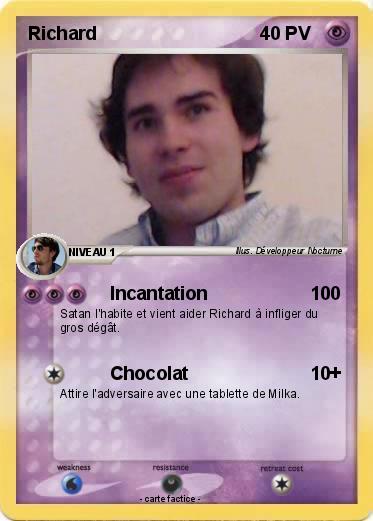 Richard 40 PV
NIVEAU 1
Illus. Développeur Nocturne
Incantation 100
Satan l'habite et vient aider Richard à infliger du
gros dégât.
Chocolat 10+
Attire l'adversaire avec une tablette de Milka.
weakness resistance retreat cost
- carte factice -